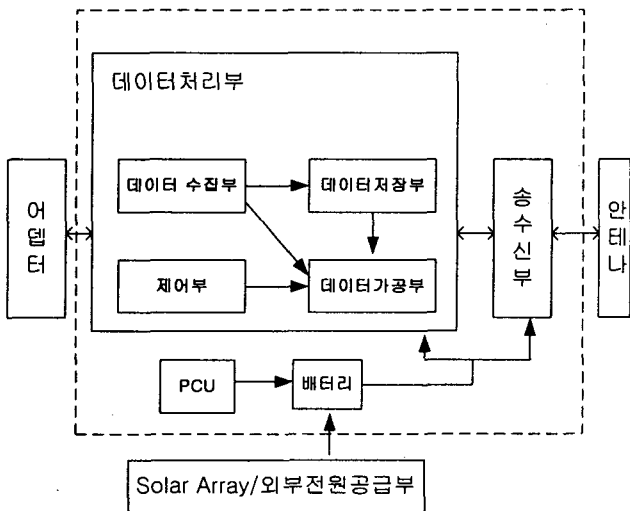 데이터처리부
데이터 수집부
데이터저장부
어뎁터
송수신부
안테나
제어부
데이터가공부
PCU
배터리
Solar Array/외부전원공급부